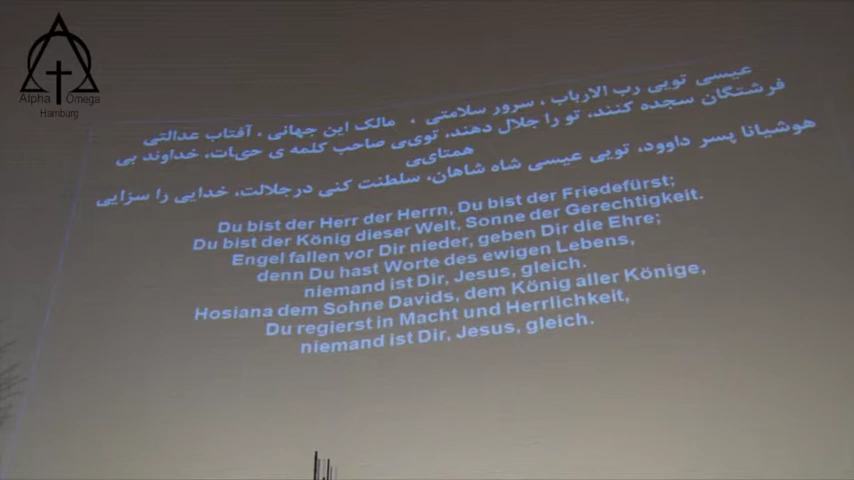 Alpha Omega
Hamburg
عیسی تویی رب الارباب ، سرور سلامتی ، مالک این جهانی ، آفتاب عدالتی
فرشتگان سجده کنند، تو را جلال دهند، توی‌ی صاحب کلمه ی حی‌ات، خداوند بی
همتای‌ی
هوشیانا پسر داوود، تویی عیسی شاه شاهان، سلطنت کنی درجلالت، خدایی را سزایی
Du bist der Herr der Herrn, Du bist der Friedefürst;
Du bist der König dieser Welt, Sonne der Gerechtigkeit.
Engel fallen vor Dir nieder, geben Dir die Ehre;
denn Du hast Worte des ewigen Lebens,
niemand ist Dir, Jesus, gleich.
Hosiana dem Sohne Davids, dem König aller Könige,
Du regierst in Macht und Herrlichkeit,
niemand ist Dir, Jesus, gleich.